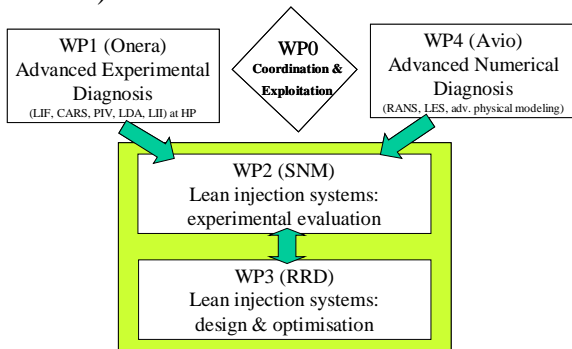 WP1 (Onera)
Advanced Experimental
Diagnosis
(LIF, CARS, PIV, LDA, LII) at HP
WP0
Coordination &
Exploitation
WP4 (Avio)
Advanced Numerical
Diagnosis
(RANS, LES, adv. physical modeling)
WP2 (SNM)
Lean injection systems:
experimental evaluation
WP3 (RRD)
Lean injection systems:
design & optimisation